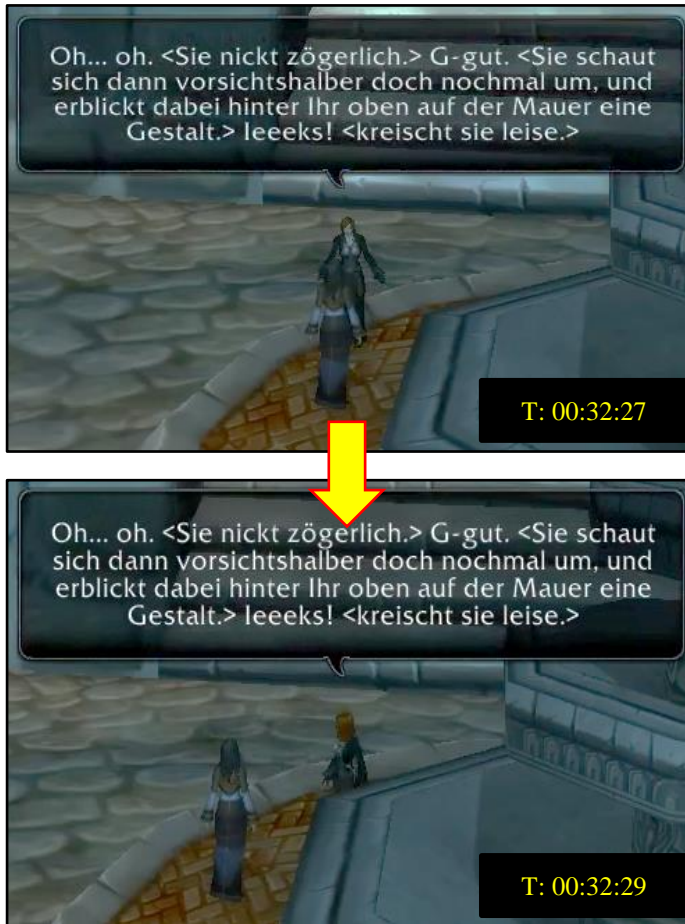 Oh... oh. <Sie nickt zögerlich.> G-gut. <Sie schaut
sich dann vorsichtshalber doch nochmal um, und
erblickt dabei hinter Ihr oben auf der Mauer eine
Gestalt.> Ieeeks! <kreischt sie leise.>
T: 00:32:27
Oh... oh. <Sie nickt zögerlich.> G-gut. <Sie schaut
sich dann vorsichtshalber doch nochmal um, und
erblickt dabei hinter Ihr oben auf der Mauer eine
Gestalt.> Ieeeks! <kreischt sie leise.>
T: 00:32:29